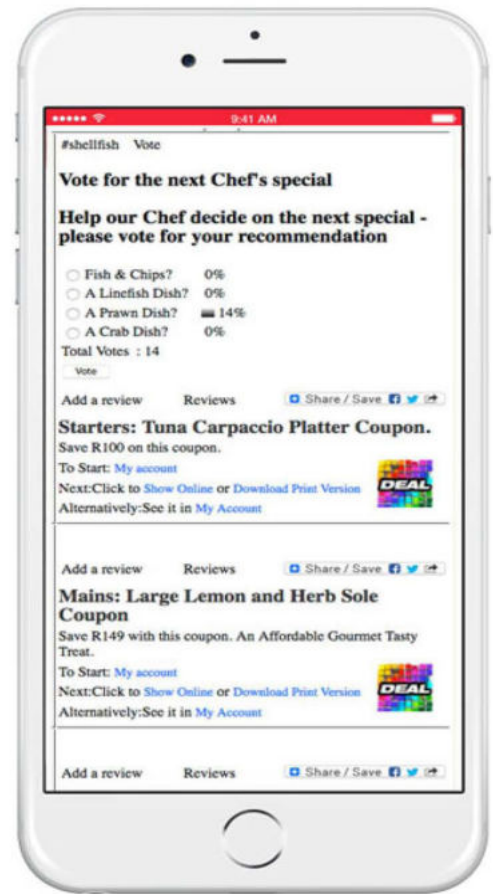 9:41 AM
#shellfish Vote
Vote for the next Chef's special
Help our Chef decide on the next special -
please vote for your recommendation
Fish & Chips? 0%
A Linefish Dish? 0%
A Prawn Dish? 14%
A Crab Dish? 0%
Total Votes : 14
Vote
Add a review Reviews Share / Save
Starters: Tuna Carpaccio Platter Coupon.
Save R100 on this coupon.
To Start: My account
Next:Click to Show Online or Download Print Version
DEAL
Alternatively:See it in My Account
Add a review Reviews Share / Save
Mains: Large Lemon and Herb Sole
Coupon
Save R149 with this coupon. An Affordable Gourmet Tasty
Treat.
To Start: My account
Next:Click to Show Online or Download Print Version
DEAL
Alternatively:See it in My Account
Add a review Reviews Share / Save